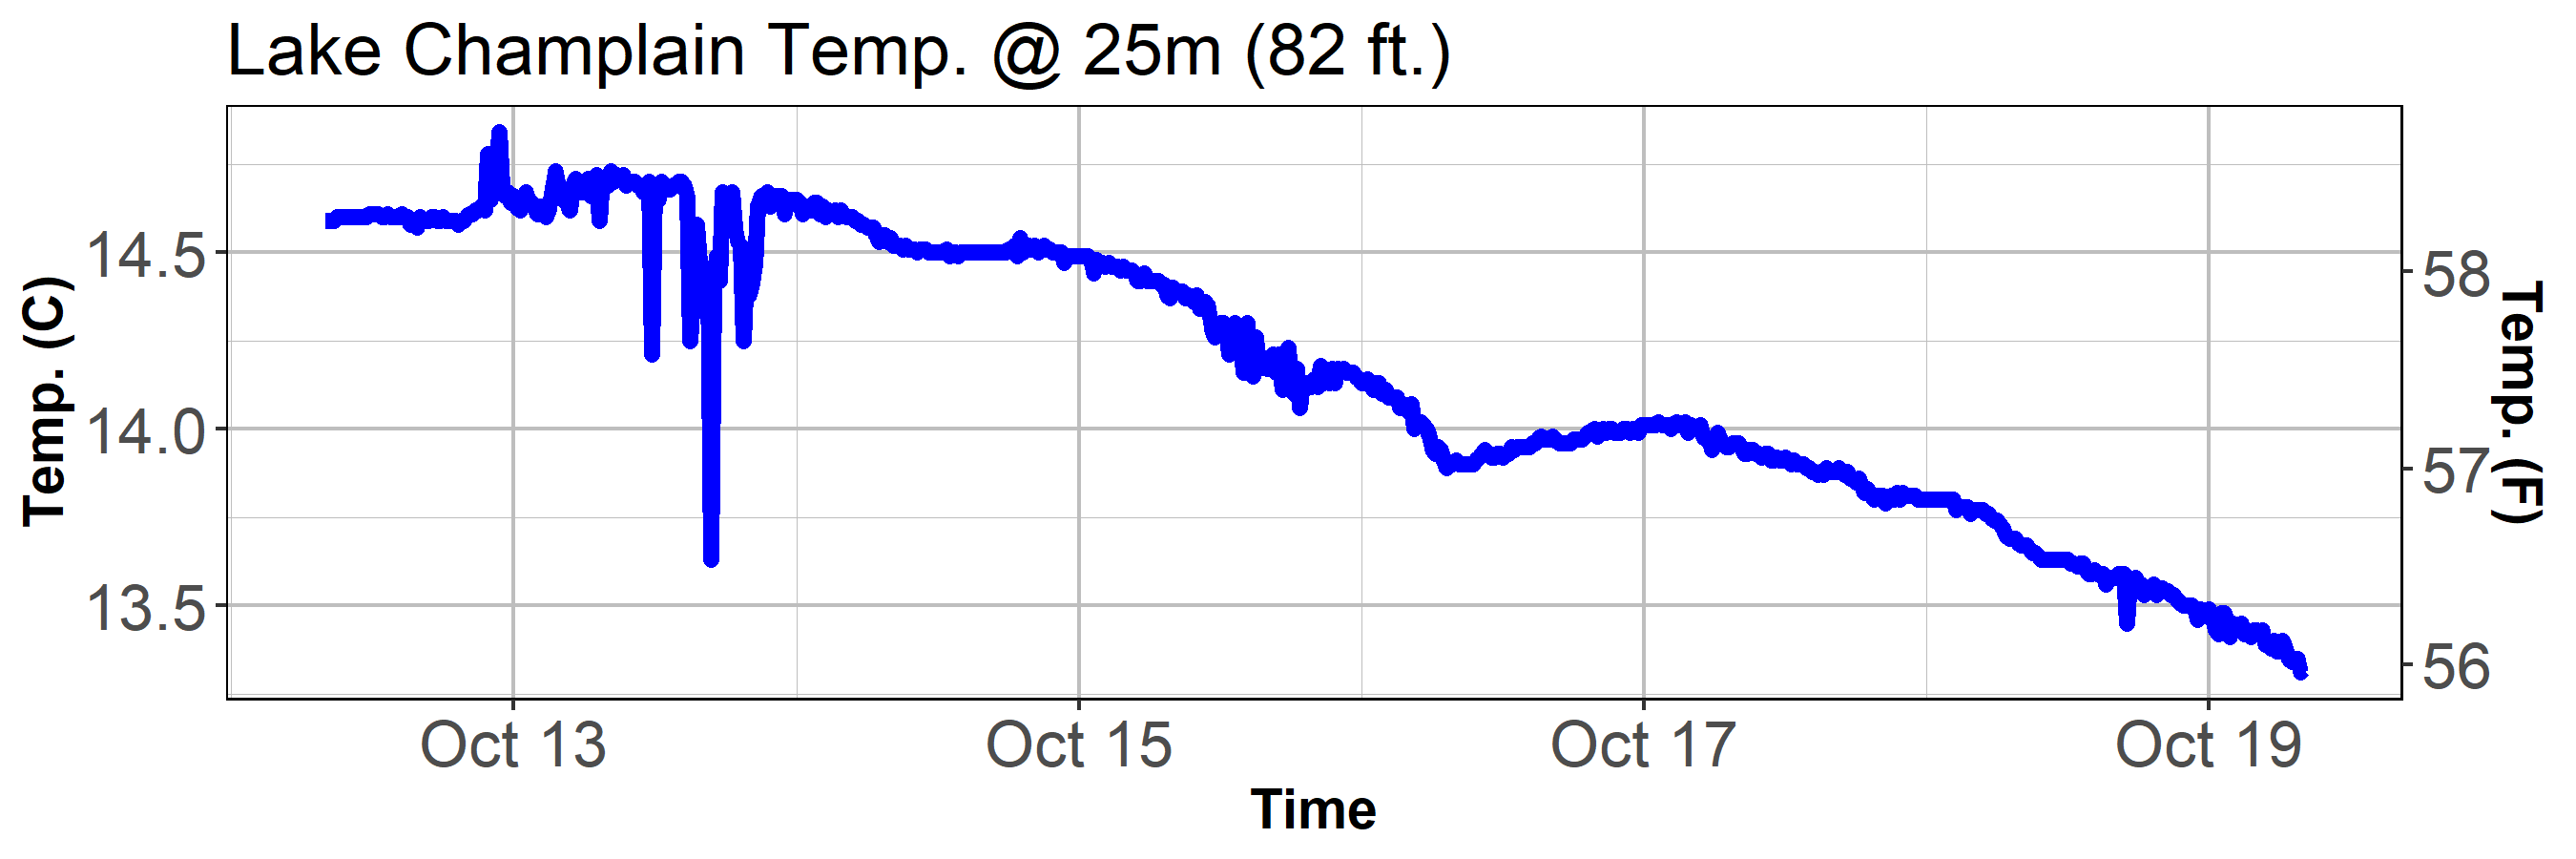 Lake Champlain Temp. @ 25m (82 ft.)
Temp. (C)
14.5
14.0
13.5
58
57
56
Temp. (F)
Oct 13
Oct 15
Oct 17
Oct 19
Time